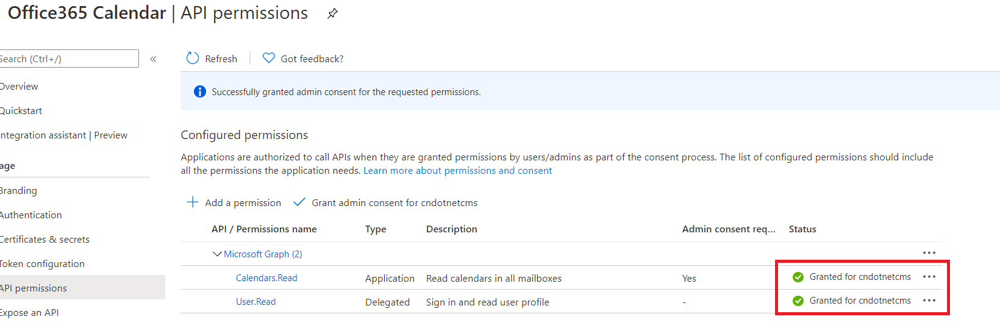 Office365 Calendar | API permissions
Search (Ctrl+/)
«
Refresh
Got feedback?
Overview
Successfully granted admin consent for the requested permissions.
Quickstart
ntegration assistant | Preview
Configured permissions
Applications are authorized to call APIs when they are granted permissions by users/admins as part of the consent process. The list of configured permissions should include
all the permissions the application needs. Learn more about permissions and consent
age
Branding
Add a permission
Grant admin consent for cndotnetcms
Authentication
API / Permissions name Type Description Admin consent req... Status
Certificates & secrets
Microsoft Graph (2) ...
Token configuration
Calendars.Read Application Read calendars in all mailboxes Yes Granted for cndotnetcms ...
API permissions
User.Read Delegated Sign in and read user profile - Granted for cndotnetcms ...
Expose an API